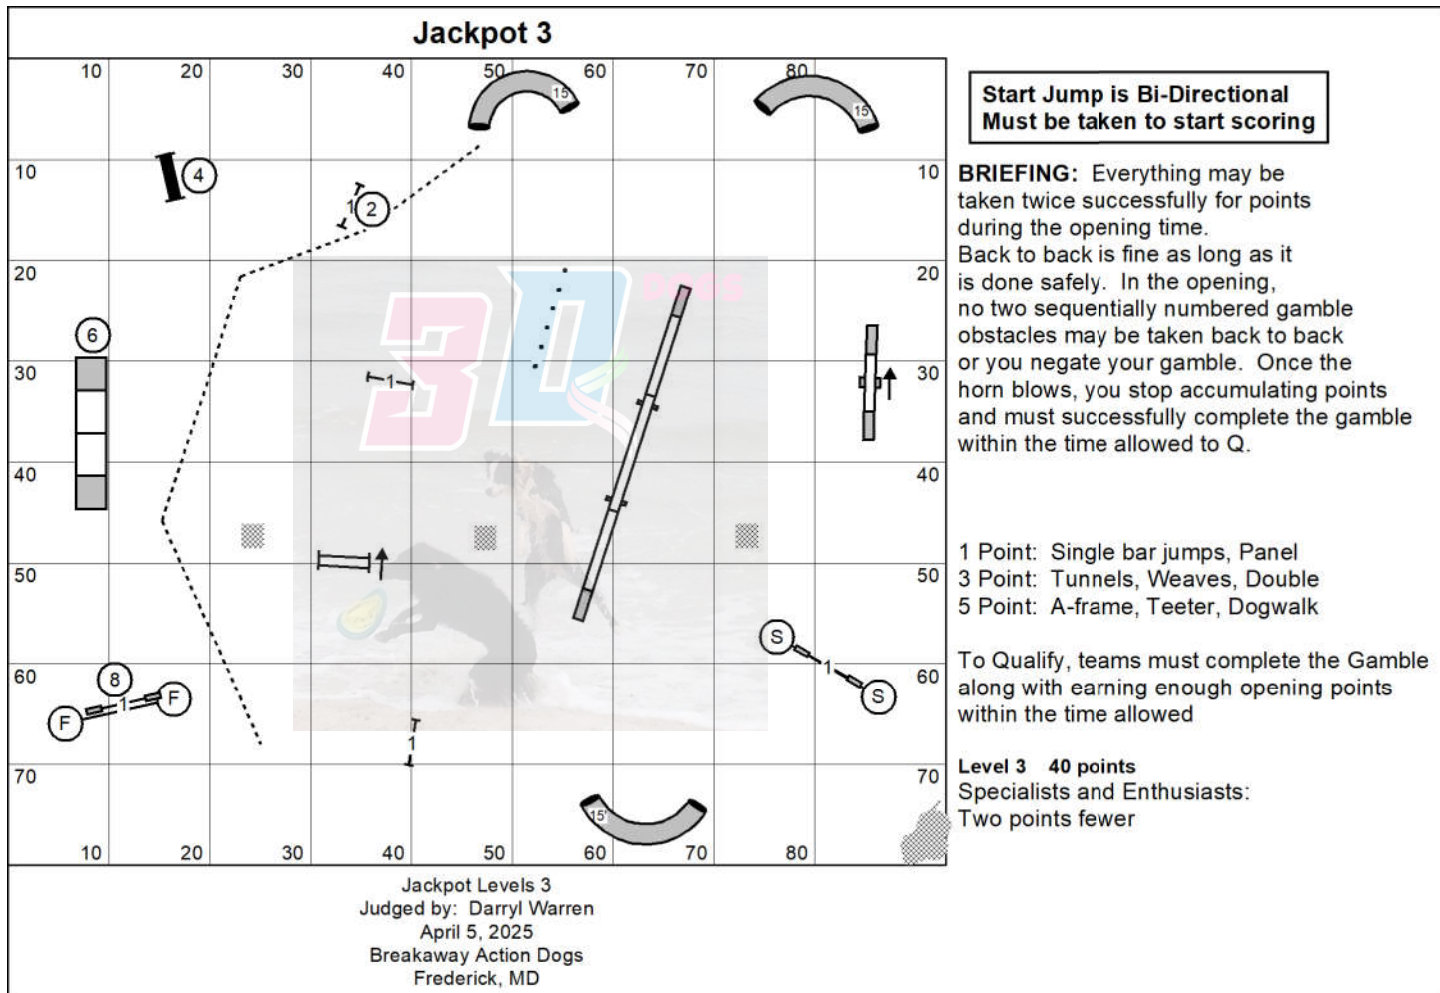 Jackpot 3
10 20 30 40 50 60 70 80
15'
15'
Start Jump is Bi-Directional
Must be taken to start scoring
10
4
1
2
10
BRIEFING: Everything may be
taken twice successfully for points
during the opening time.
Back to back is fine as long as it
is done safely. In the opening,
no two sequentially numbered gamble
obstacles may be taken back to back
or you negate your gamble. Once the
horn blows, you stop accumulating points
and must successfully complete the gamble
within the time allowed to Q.
20
20
3D
DOGS
6
30
1
30
40
40
50
50
1 Point: Single bar jumps, Panel
3 Point: Tunnels, Weaves, Double
5 Point: A-frame, Teeter, Dogwalk
S
1
S
60
60
8
F
1
F
To Qualify, teams must complete the Gamble
along with earning enough opening points
within the time allowed
1
70
70
Level 3 40 points
Specialists and Enthusiasts:
Two points fewer
15'
10 20 30 40 50 60 70 80
Jackpot Levels 3
Judged by: Darryl Warren
April 5, 2025
Breakaway Action Dogs
Frederick, MD